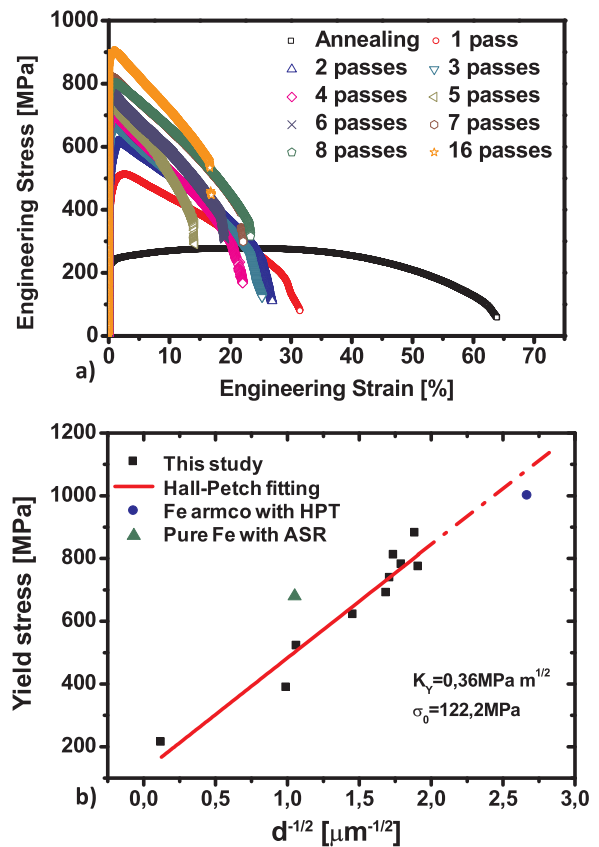 1000
800
600
400
200
0
Engineering Stress [MPa]
Annealing 1 pass
2 passes 3 passes
4 passes 5 passes
6 passes 7 passes
8 passes 16 passes
0 10 20 30 40 50 60 70
a)
Engineering Strain [%]
1200
1000
800
600
400
200
Yield stress [MPa]
This study
Hall-Petch fitting
Fe armco with HPT
Pure Fe with ASR
K_Y=0,36MPa m^1/2
σ_0=122,2MPa
b)
0,0 0,5 1,0 1,5 2,0 2,5 3,0
d^-1/2 [μm^-1/2]